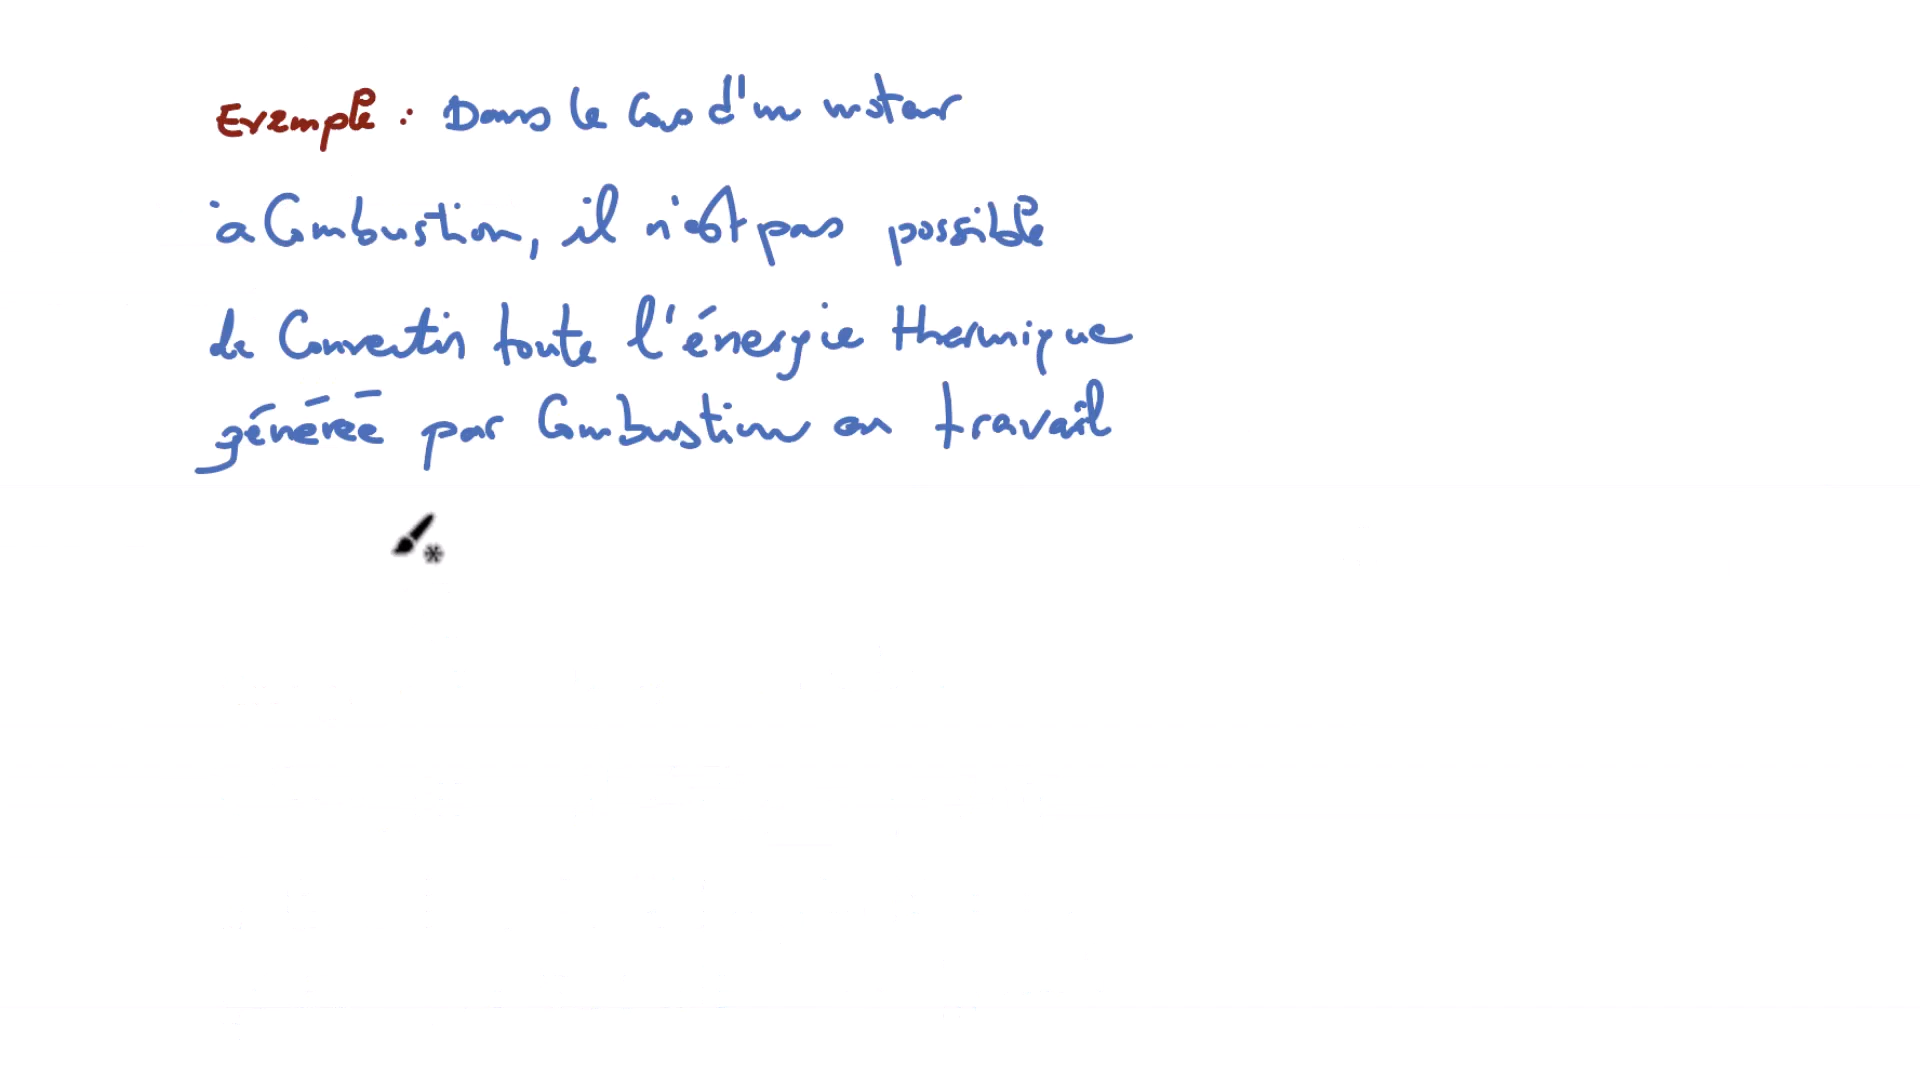 Exemple : Dans le cas d'un moteur
à combustion, il n'est pas possible
de convertir toute l'énergie thermique
générée par combustion en travail